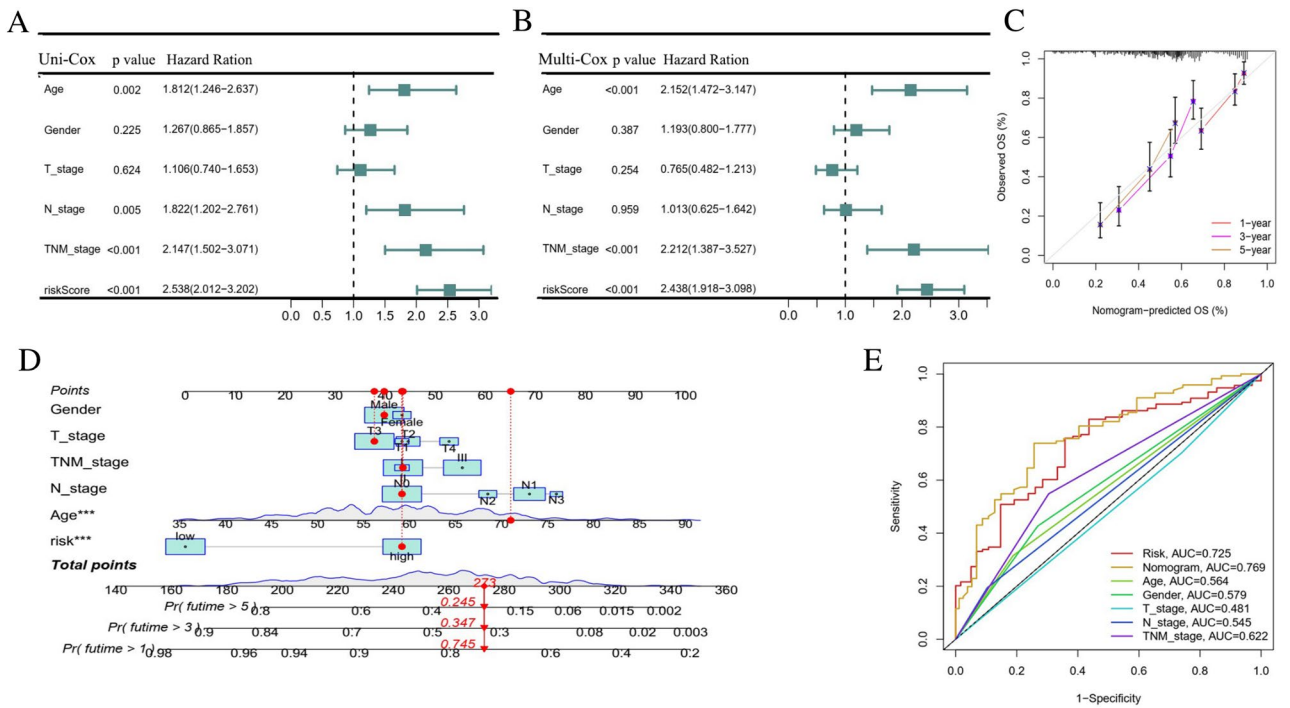 A
Uni-Cox p value Hazard Ration
Age 0.002 1.812(1.246−2.637)
Gender 0.225 1.267(0.865−1.857)
T_stage 0.624 1.106(0.740−1.653)
N_stage 0.005 1.822(1.202−2.761)
TNM_stage <0.001 2.147(1.502−3.071)
riskScore <0.001 2.538(2.012−3.202)
0.0 0.5 1.0 1.5 2.0 2.5 3.0
B
Multi-Cox p value Hazard Ration
Age <0.001 2.152(1.472−3.147)
Gender 0.387 1.193(0.800−1.777)
T_stage 0.254 0.765(0.482−1.213)
N_stage 0.959 1.013(0.625−1.642)
TNM_stage <0.001 2.212(1.387−3.527)
riskScore <0.001 2.438(1.918−3.098)
0.0 1.0 2.0 3.0
C
Observed OS (%)
1.0
0.8
0.6
0.4
0.2
0.0
1−year
3−year
5−year
0.0 0.2 0.4 0.6 0.8 1.0
Nomogram−predicted OS (%)
D
Points 0 10 20 30 40 50 60 70 80 90 100
Gender Male
Female
T_stage T3 T2
T1 T4
TNM_stage III
II
N_stage N0 N1
N2 N3
Age*** 35 40 45 50 55 60 65 70 75 80 85 90
risk*** low
high
Total points
273
140 160 180 200 220 240 260 280 300 320 340 360
0.245
Pr( futime > 5) 0.8 0.6 0.4 0.15 0.06 0.015 0.002
0.347
Pr( futime > 3) 0.9 0.84 0.7 0.5 0.3 0.08 0.02 0.003
0.745
Pr( futime > 1) 0.98 0.96 0.94 0.9 0.8 0.6 0.4 0.2
E
Sensitivity
1.0
0.8
0.6
0.4
0.2
0.0
Risk, AUC=0.725
Nomogram, AUC=0.769
Age, AUC=0.564
Gender, AUC=0.579
T_stage, AUC=0.481
N_stage, AUC=0.545
TNM_stage, AUC=0.622
0.0 0.2 0.4 0.6 0.8 1.0
1−Specificity